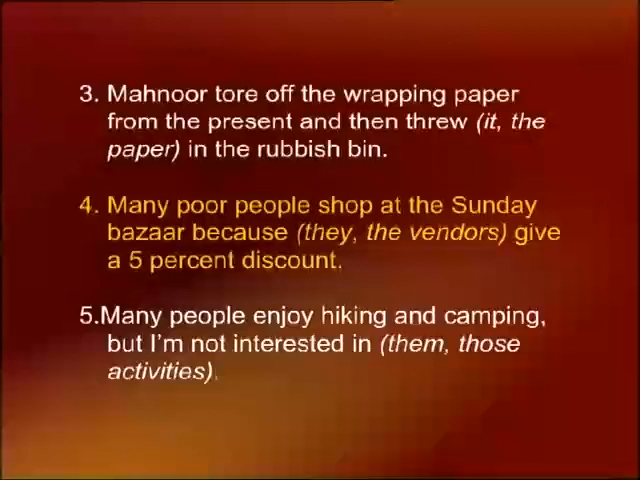 3. Mahnoor tore off the wrapping paper
from the present and then threw (it, the
paper) in the rubbish bin.
4. Many poor people shop at the Sunday
bazaar because (they, the vendors) give
a 5 percent discount.
5.Many people enjoy hiking and camping,
but I'm not interested in (them, those
activities).